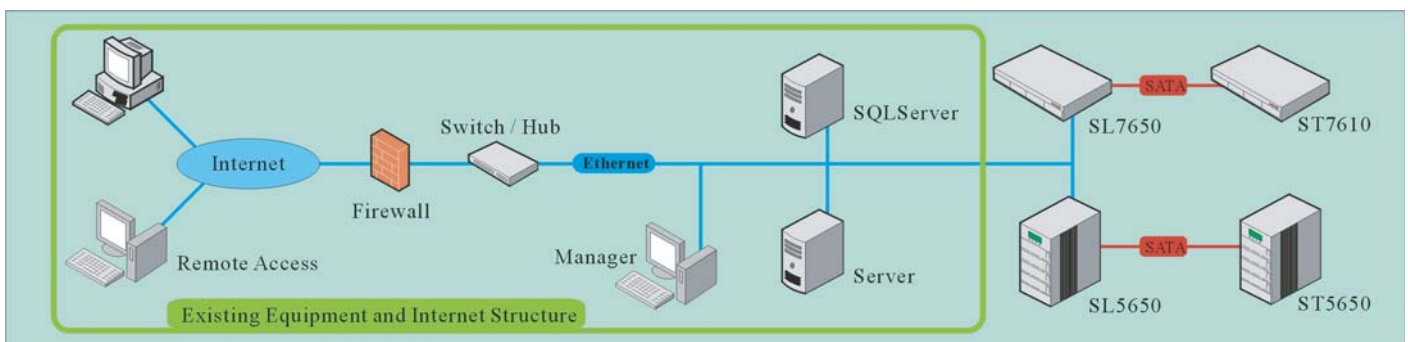 Internet
Remote Access
Firewall
Switch / Hub
Ethernet
Manager
SQLServer
Server
Existing Equipment and Internet Structure
SL7650
SATA
ST7610
SL5650
SATA
ST5650